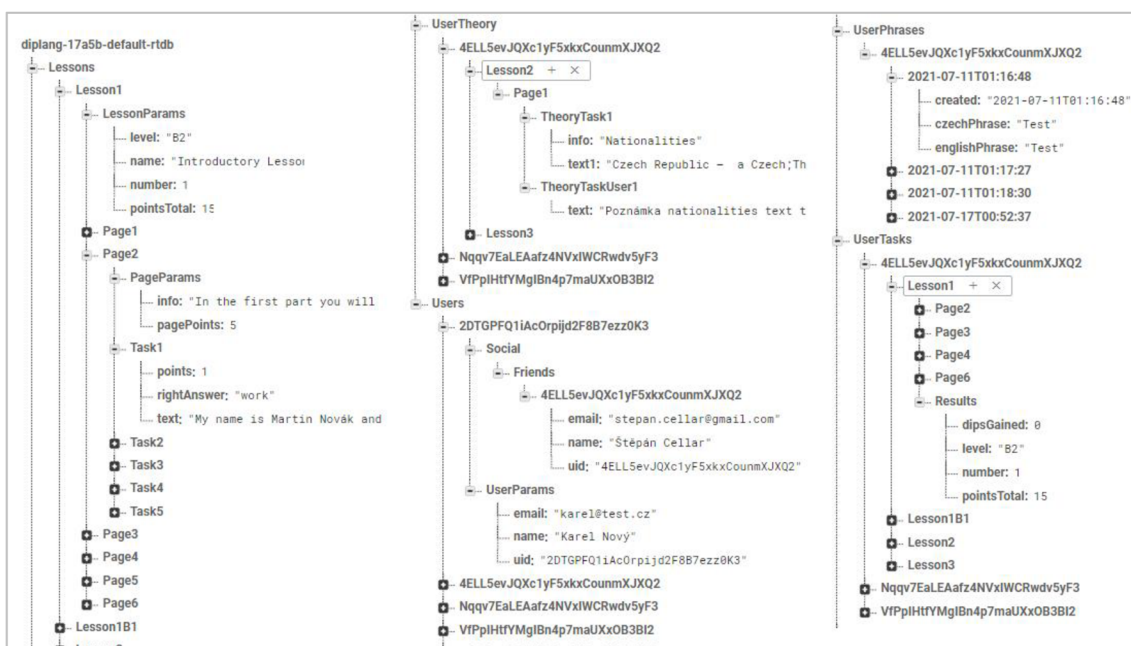 diplang-17a5b-default-rtdb
Lessons
Lesson1
LessonParams
level: "B2"
name: "Introductory Lesson
number: 1
pointsTotal: 15
Page1
Page2
PageParams
info: "In the first part you will
pagePoints: 5
Task1
points: 1
rightAnswer: "work"
text: "My name is Martin Novák and
Task2
Task3
Task4
Task5
Page3
Page4
Page5
Page6
Lesson1B1
UserTheory
4ELL5evJQXc1yF5xkxCounmXJXQ2
Lesson2 + ×
Page1
TheoryTask1
info: "Nationalities"
text1: "Czech Republic – a Czech;Th
TheoryTaskUser1
text: "Poznámka nationalities text t
Lesson3
Nqqv7EaLEAafz4NVxIWCRwdv5yF3
VfPpIHtfYMgIBn4p7maUXxOB3BI2
Users
2DTGPFQ1iAcOrpijd2F8B7ezz0K3
Social
Friends
4ELL5evJQXc1yF5xkxCounmXJXQ2
email: "stepan.cellar@gmail.com"
name: "Štěpán Cellar"
uid: "4ELL5evJQXc1yF5xkxCounmXJXQ2"
UserParams
email: "karel@test.cz"
name: "Karel Nový"
uid: "2DTGPFQ1iAcOrpijd2F8B7ezz0K3"
4ELL5evJQXc1yF5xkxCounmXJXQ2
Nqqv7EaLEAafz4NVxIWCRwdv5yF3
VfPpIHtfYMgIBn4p7maUXxOB3BI2
UserPhrases
4ELL5evJQXc1yF5xkxCounmXJXQ2
2021-07-11T01:16:48
created: "2021-07-11T01:16:48"
czechPhrase: "Test"
englishPhrase: "Test"
2021-07-11T01:17:27
2021-07-11T01:18:30
2021-07-17T00:52:37
UserTasks
4ELL5evJQXc1yF5xkxCounmXJXQ2
Lesson1 + ×
Page2
Page3
Page4
Page6
Results
dipsGained: 0
level: "B2"
number: 1
pointsTotal: 15
Lesson1B1
Lesson2
Lesson3
Nqqv7EaLEAafz4NVxIWCRwdv5yF3
VfPpIHtfYMgIBn4p7maUXxOB3BI2